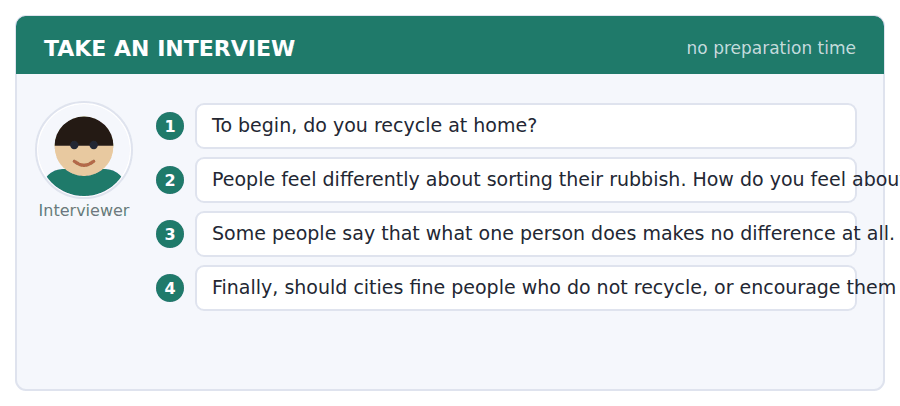 TAKE AN INTERVIEW
no preparation time
1 To begin, do you recycle at home?
2 People feel differently about sorting their rubbish. How do you feel abou
3 Some people say that what one person does makes no difference at all.
4 Finally, should cities fine people who do not recycle, or encourage them
Interviewer